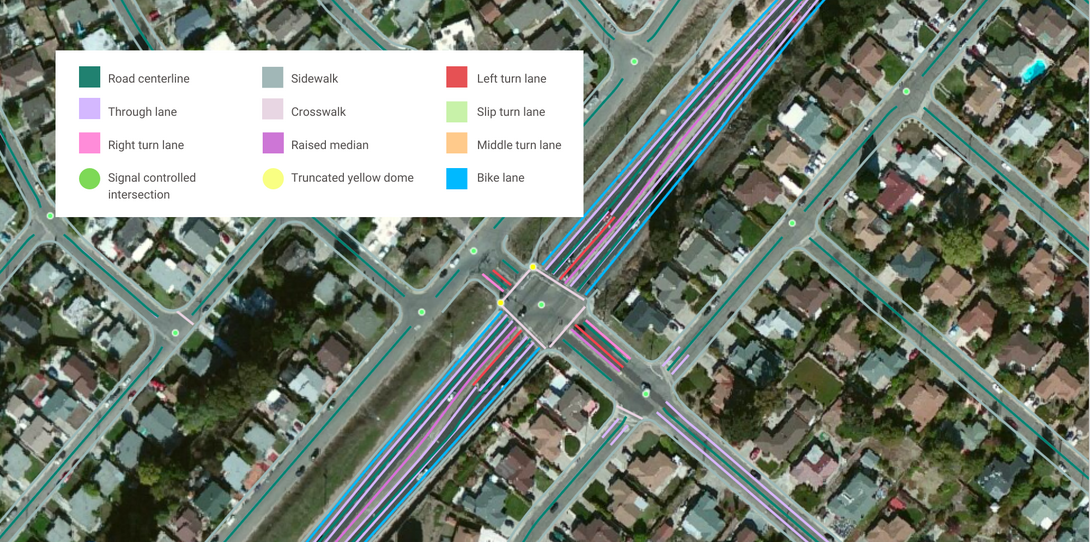 Road centerline
Sidewalk
Left turn lane
Through lane
Crosswalk
Slip turn lane
Right turn lane
Raised median
Middle turn lane
Signal controlled
intersection
Truncated yellow dome
Bike lane